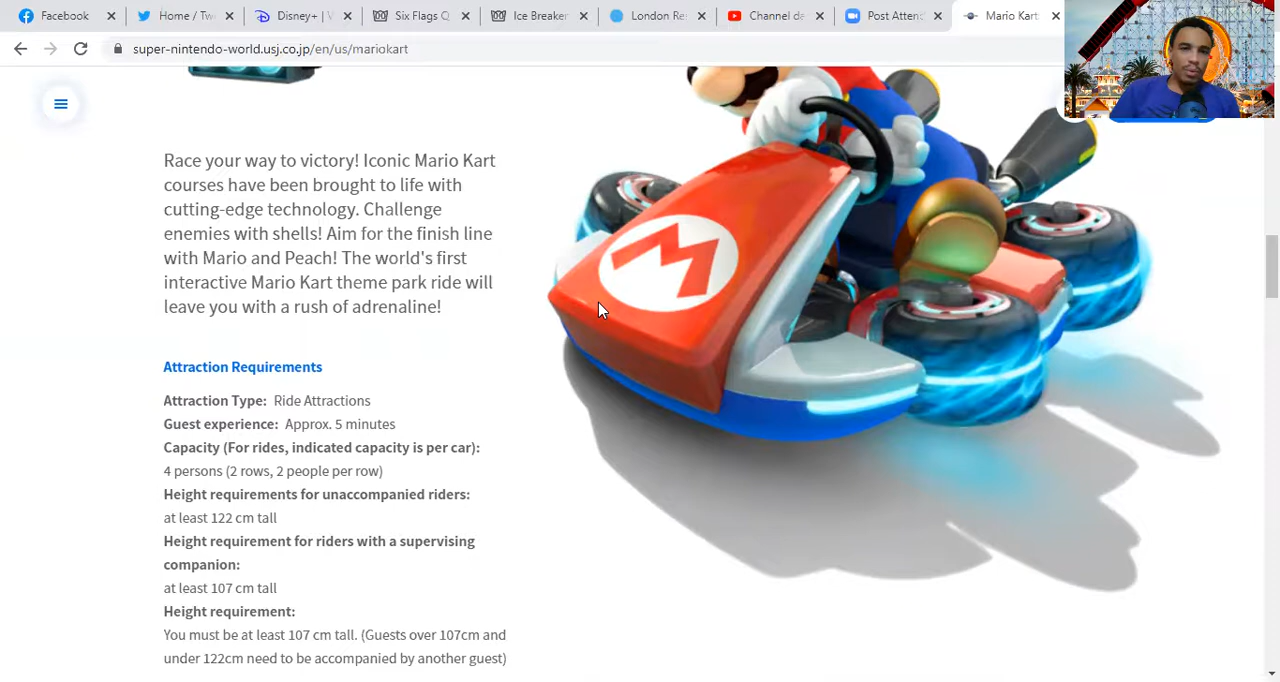 Facebook
Home / Tw
Disney+ | V
Six Flags Q
Ice Breaker
London Re
Channel da
Post Attend
Mario Kart
super-nintendo-world.usj.co.jp/en/us/mariokart
Race your way to victory! Iconic Mario Kart
courses have been brought to life with
cutting-edge technology. Challenge
enemies with shells! Aim for the finish line
with Mario and Peach! The world's first
interactive Mario Kart theme park ride will
leave you with a rush of adrenaline!
M
Attraction Requirements
Attraction Type: Ride Attractions
Guest experience: Approx. 5 minutes
Capacity (For rides, indicated capacity is per car):
4 persons (2 rows, 2 people per row)
Height requirements for unaccompanied riders:
at least 122 cm tall
Height requirement for riders with a supervising
companion:
at least 107 cm tall
Height requirement:
You must be at least 107 cm tall. (Guests over 107cm and
under 122cm need to be accompanied by another guest)